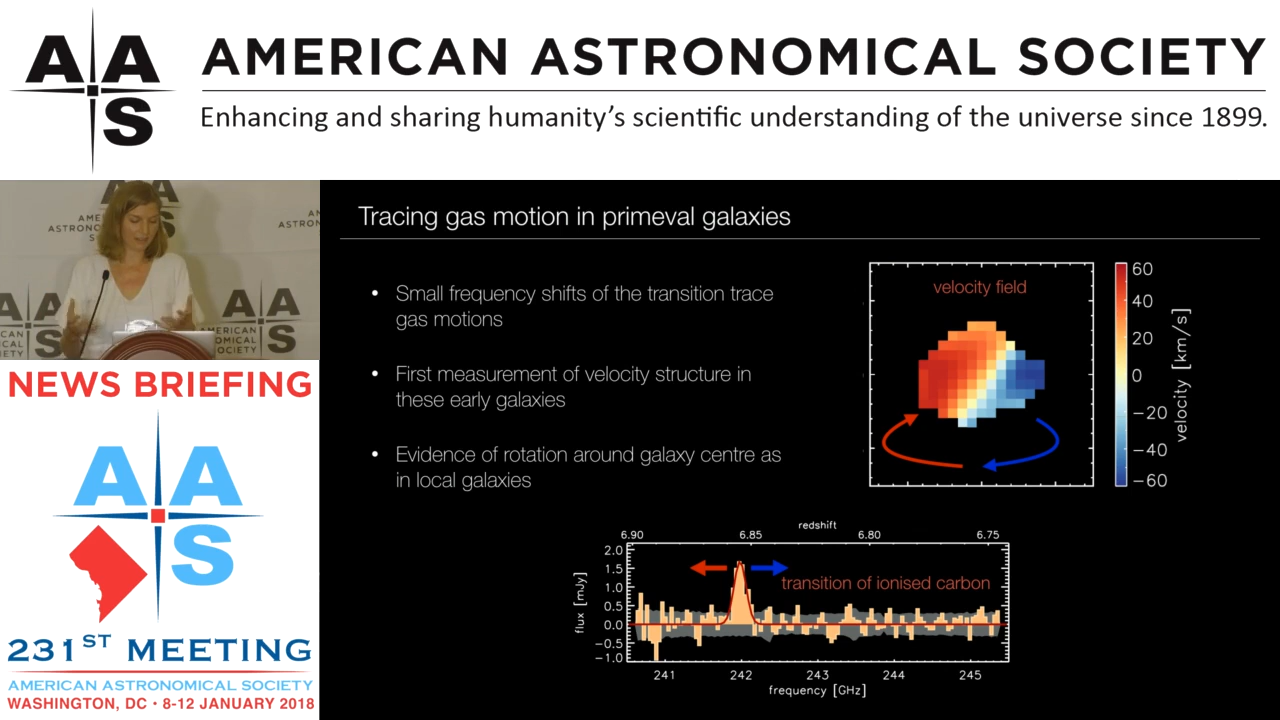 AAS
AMERICAN ASTRONOMICAL SOCIETY
Enhancing and sharing humanity's scientific understanding of the universe since 1899.
AMERICAN
ASTRONOMICAL
SOCIETY
NEWS BRIEFING
AAS
231ST MEETING
AMERICAN ASTRONOMICAL SOCIETY
WASHINGTON, DC • 8-12 JANUARY 2018
Tracing gas motion in primeval galaxies
• Small frequency shifts of the transition trace
gas motions
• First measurement of velocity structure in
these early galaxies
• Evidence of rotation around galaxy centre as
in local galaxies
velocity field
60
40
20
0
−20
−40
−60
velocity [km/s]
redshift
6.90 6.85 6.80 6.75
2.0
1.5
1.0
0.5
0.0
−0.5
−1.0
flux [mJy]
transition of ionised carbon
241 242 243 244 245
frequency [GHz]